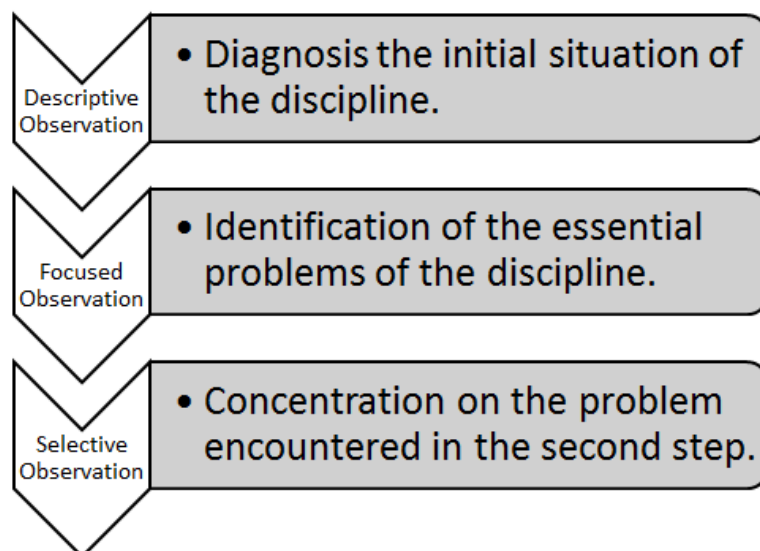 Descriptive
Observation
• Diagnosis the initial situation of
the discipline.
Focused
Observation
• Identification of the essential
problems of the discipline.
Selective
Observation
• Concentration on the problem
encountered in the second step.